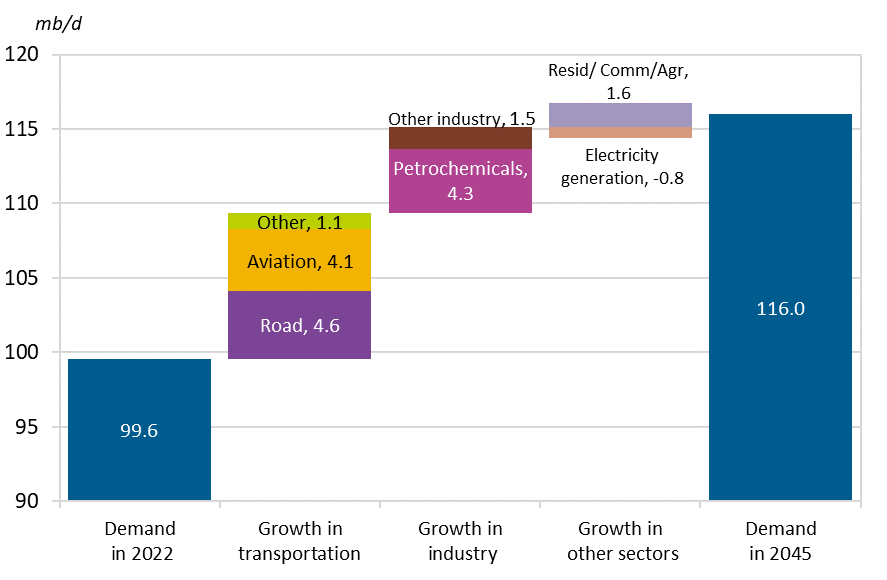 mb/d
120
115
110
105
100
95
90
Resid/ Comm/Agr,
1.6
Other industry, 1.5
Electricity
generation, -0.8
Petrochemicals,
4.3
Other, 1.1
Aviation, 4.1
Road, 4.6
99.6
116.0
Demand
in 2022
Growth in
transportation
Growth in
industry
Growth in
other sectors
Demand
in 2045